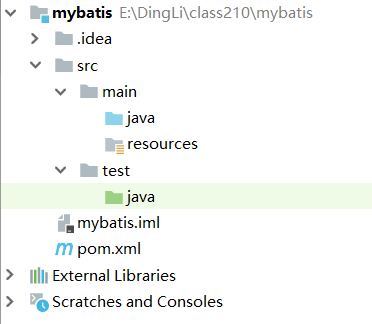 mybatis E:\DingLi\class210\mybatis
.idea
src
main
java
resources
test
java
mybatis.iml
pom.xml
External Libraries
Scratches and Consoles